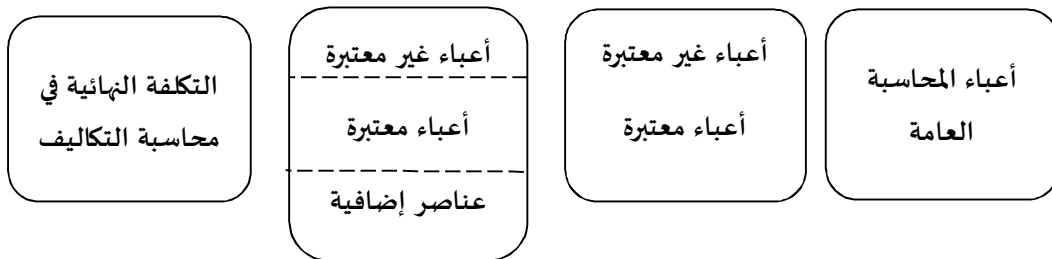 أعباء المحاسبة
العامة
أعباء غير معتبرة
أعباء معتبرة
أعباء غير معتبرة
أعباء معتبرة
عناصر إضافية
التكلفة النهائية في
محاسبة التكاليف